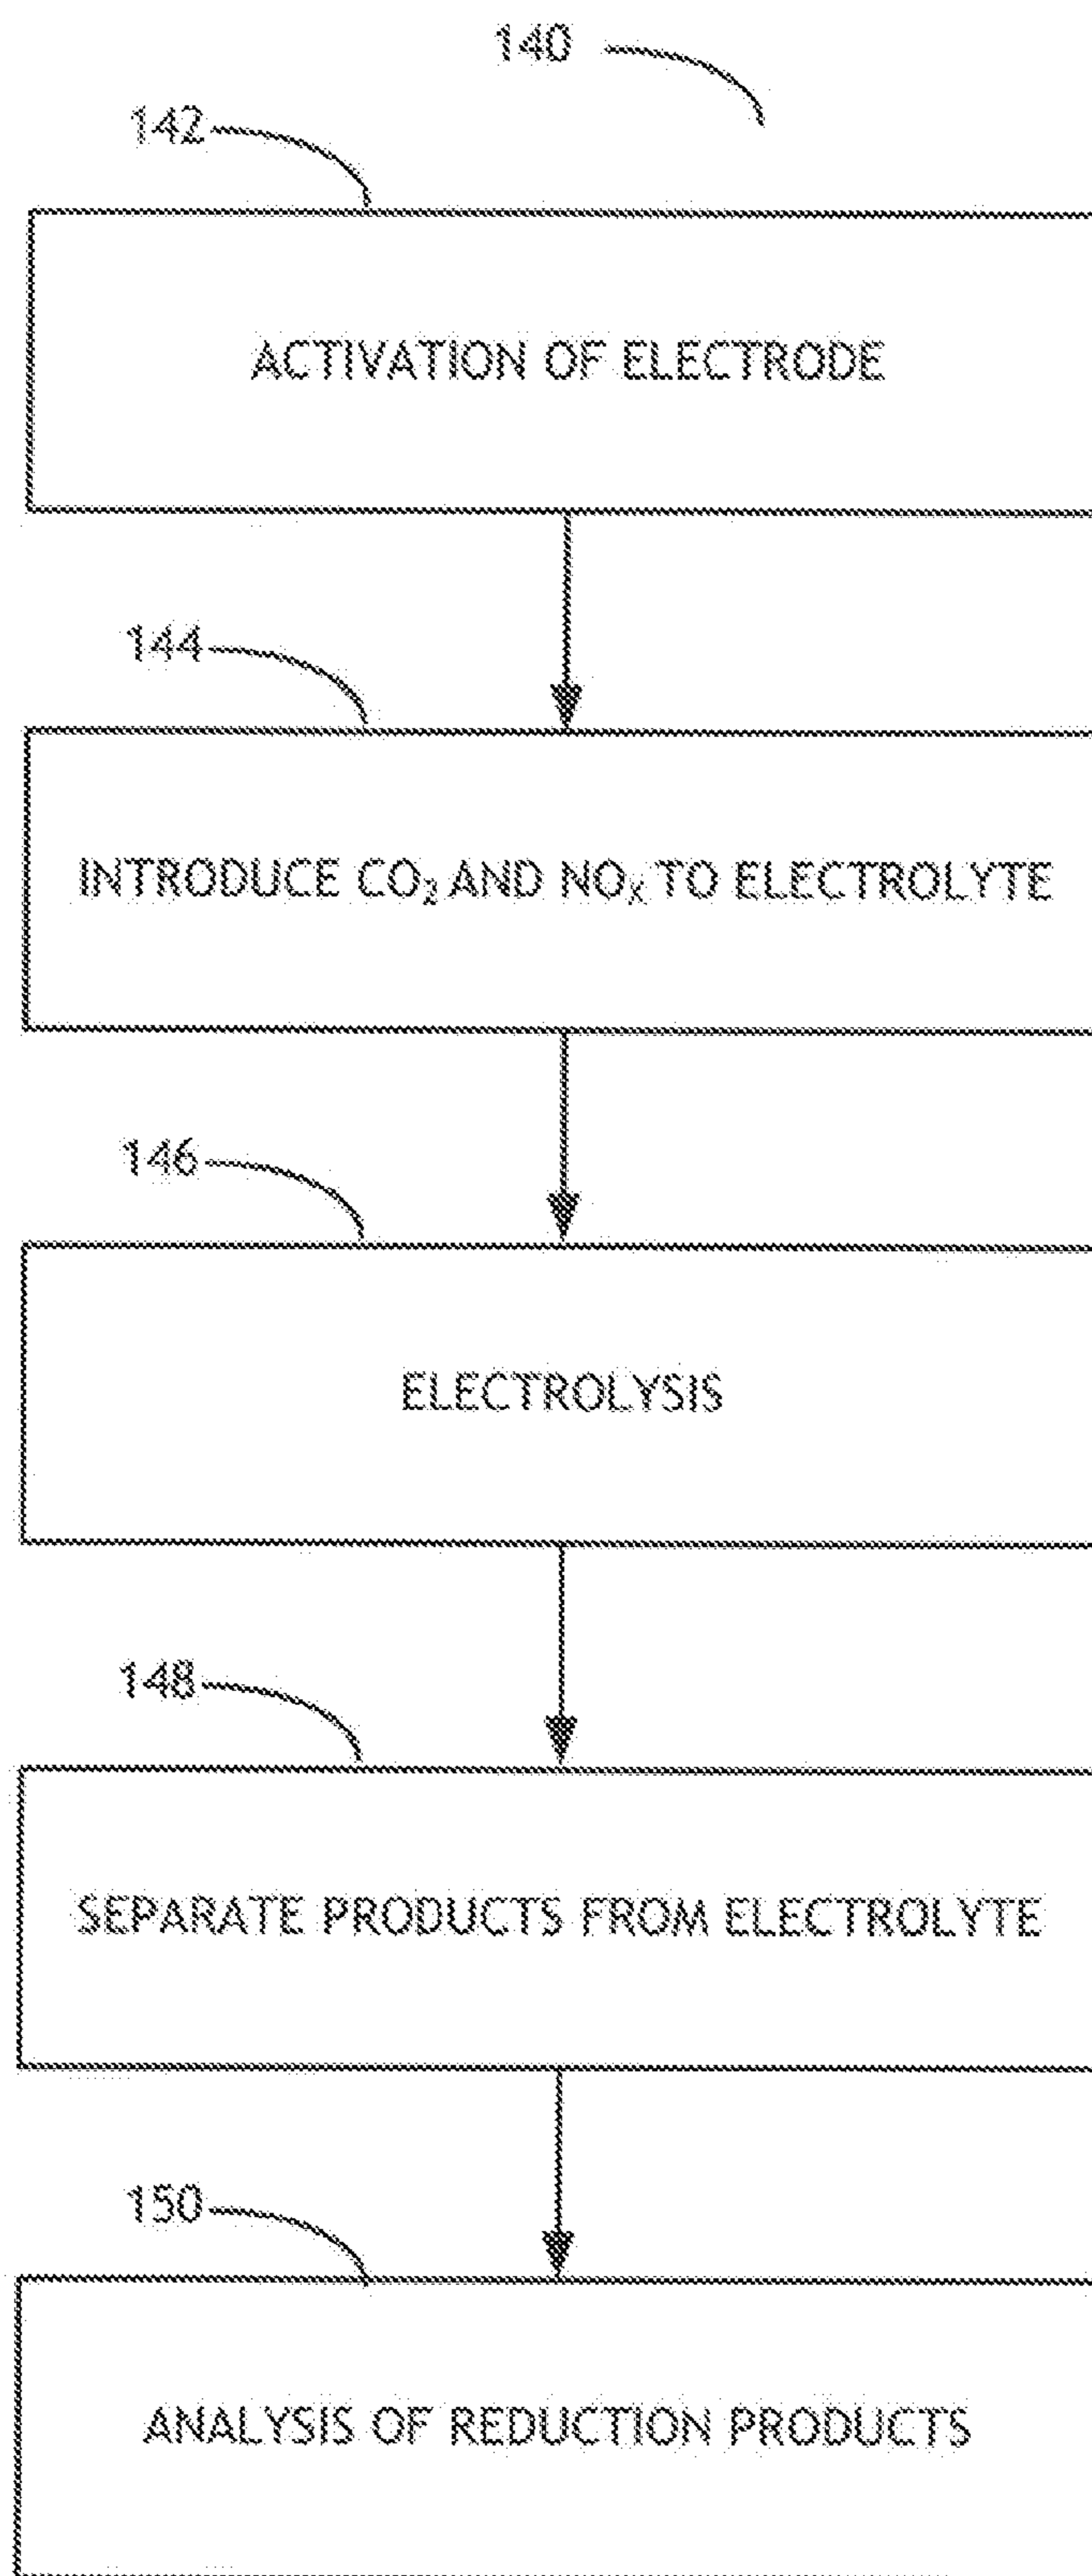 140
142
ACTIVATION OF ELECTRODE
144
INTRODUCE CO₂ AND NOₓ TO ELECTROLYTE
146
ELECTROLYSIS
148
SEPARATE PRODUCTS FROM ELECTROLYTE
150
ANALYSIS OF REDUCTION PRODUCTS